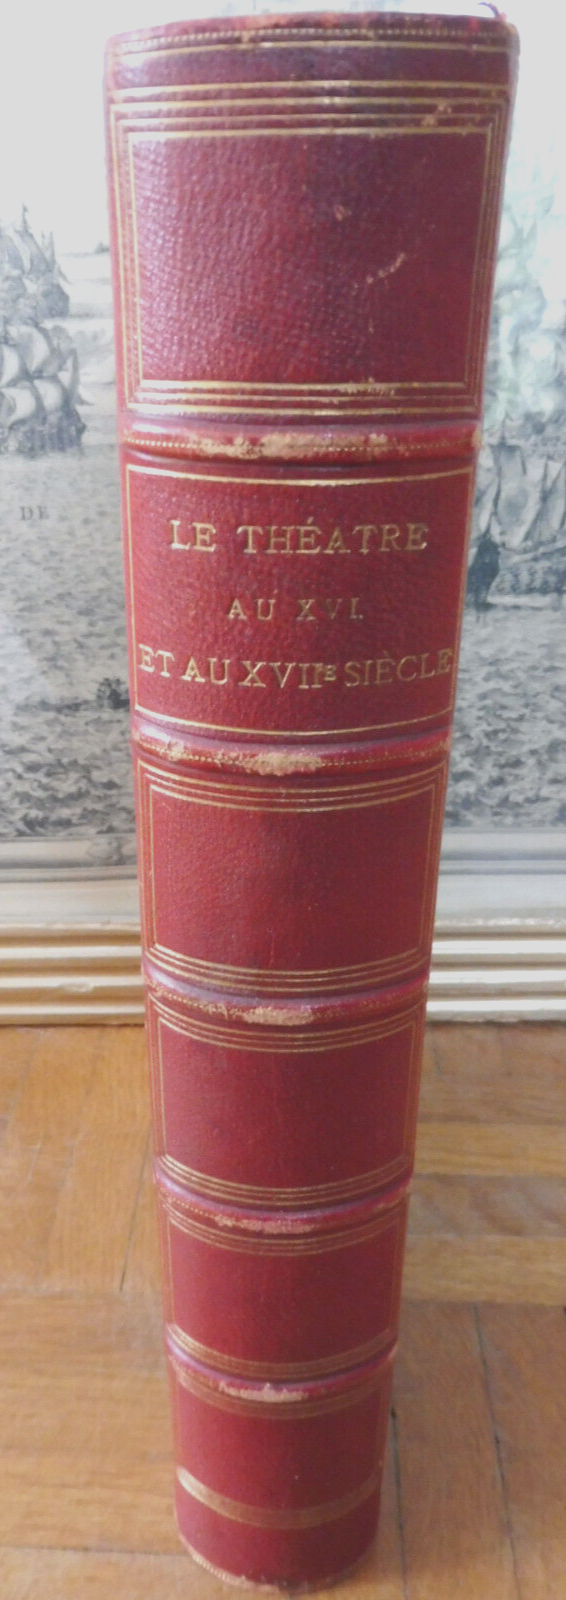 LE THÉATRE
AU XVI.
ET AU XVIIE SIÈCLE
DE